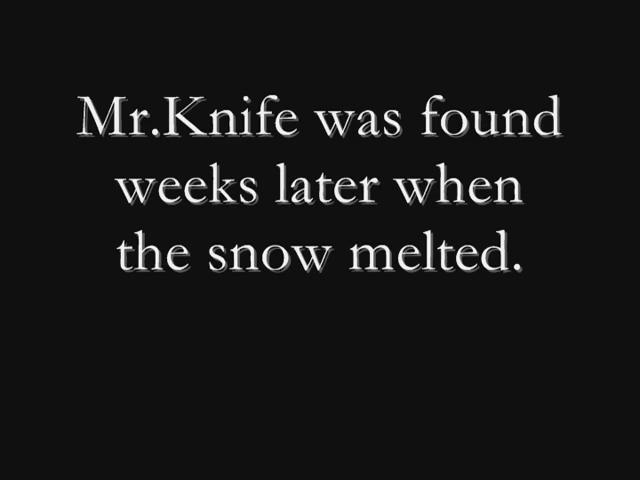 Mr.Knife was found
weeks later when
the snow melted.